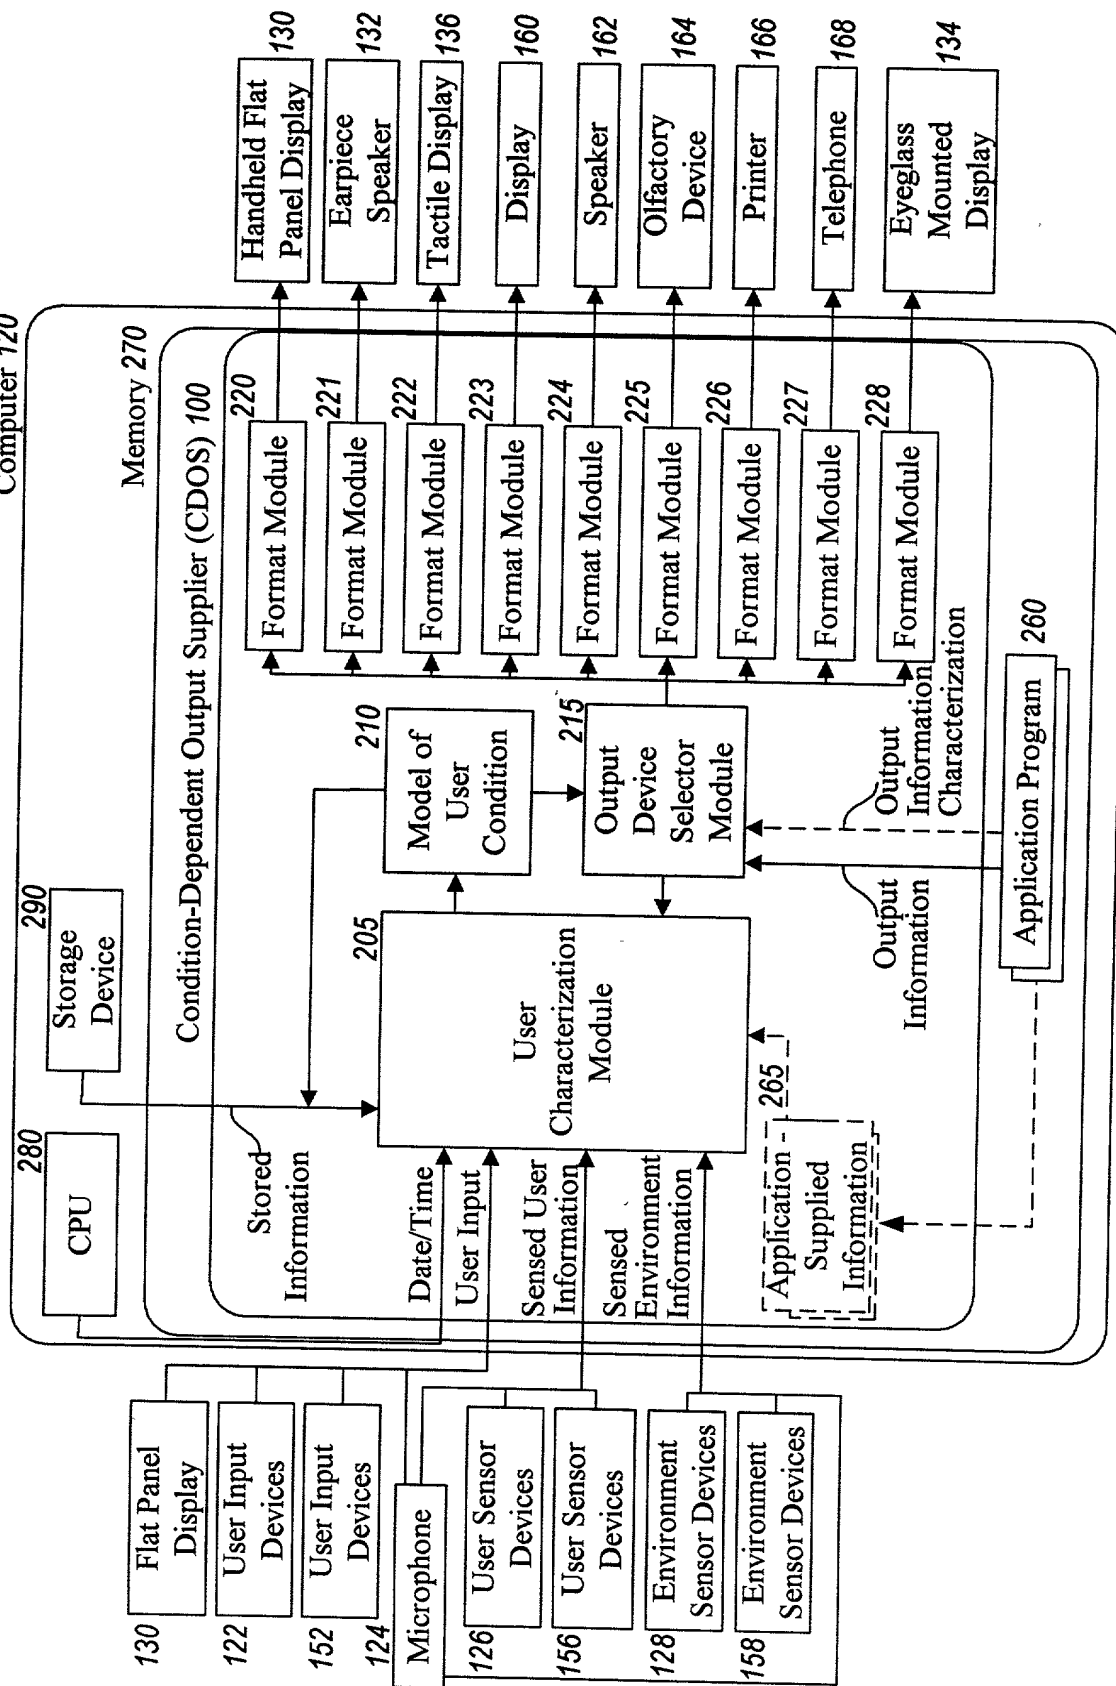 Computer 120
Memory 270
Condition-Dependent Output Supplier (CDOS) 100
280
CPU
290
Storage
Device
Stored
Information
130
Flat Panel
Display
122
User Input
Devices
152
User Input
Devices
124
Microphone
126
User Sensor
Devices
156
User Sensor
Devices
128
Environment
Sensor Devices
158
Environment
Sensor Devices
Date/Time
User Input
Sensed User
Information
Sensed
Environment
Information
265
Application -
Supplied
Information
205
User
Characterization
Module
210
Model of
User
Condition
215
Output
Device
Selector
Module
Output
Information
Output
Information
Characterization
260
Application Program
220
Format Module
221
Format Module
222
Format Module
223
Format Module
224
Format Module
225
Format Module
226
Format Module
227
Format Module
228
Format Module
Handheld Flat
Panel Display
130
Earpiece
Speaker
132
Tactile Display
136
Display
160
Speaker
162
Olfactory
Device
164
Printer
166
Telephone
168
Eyeglass
Mounted
Display
134